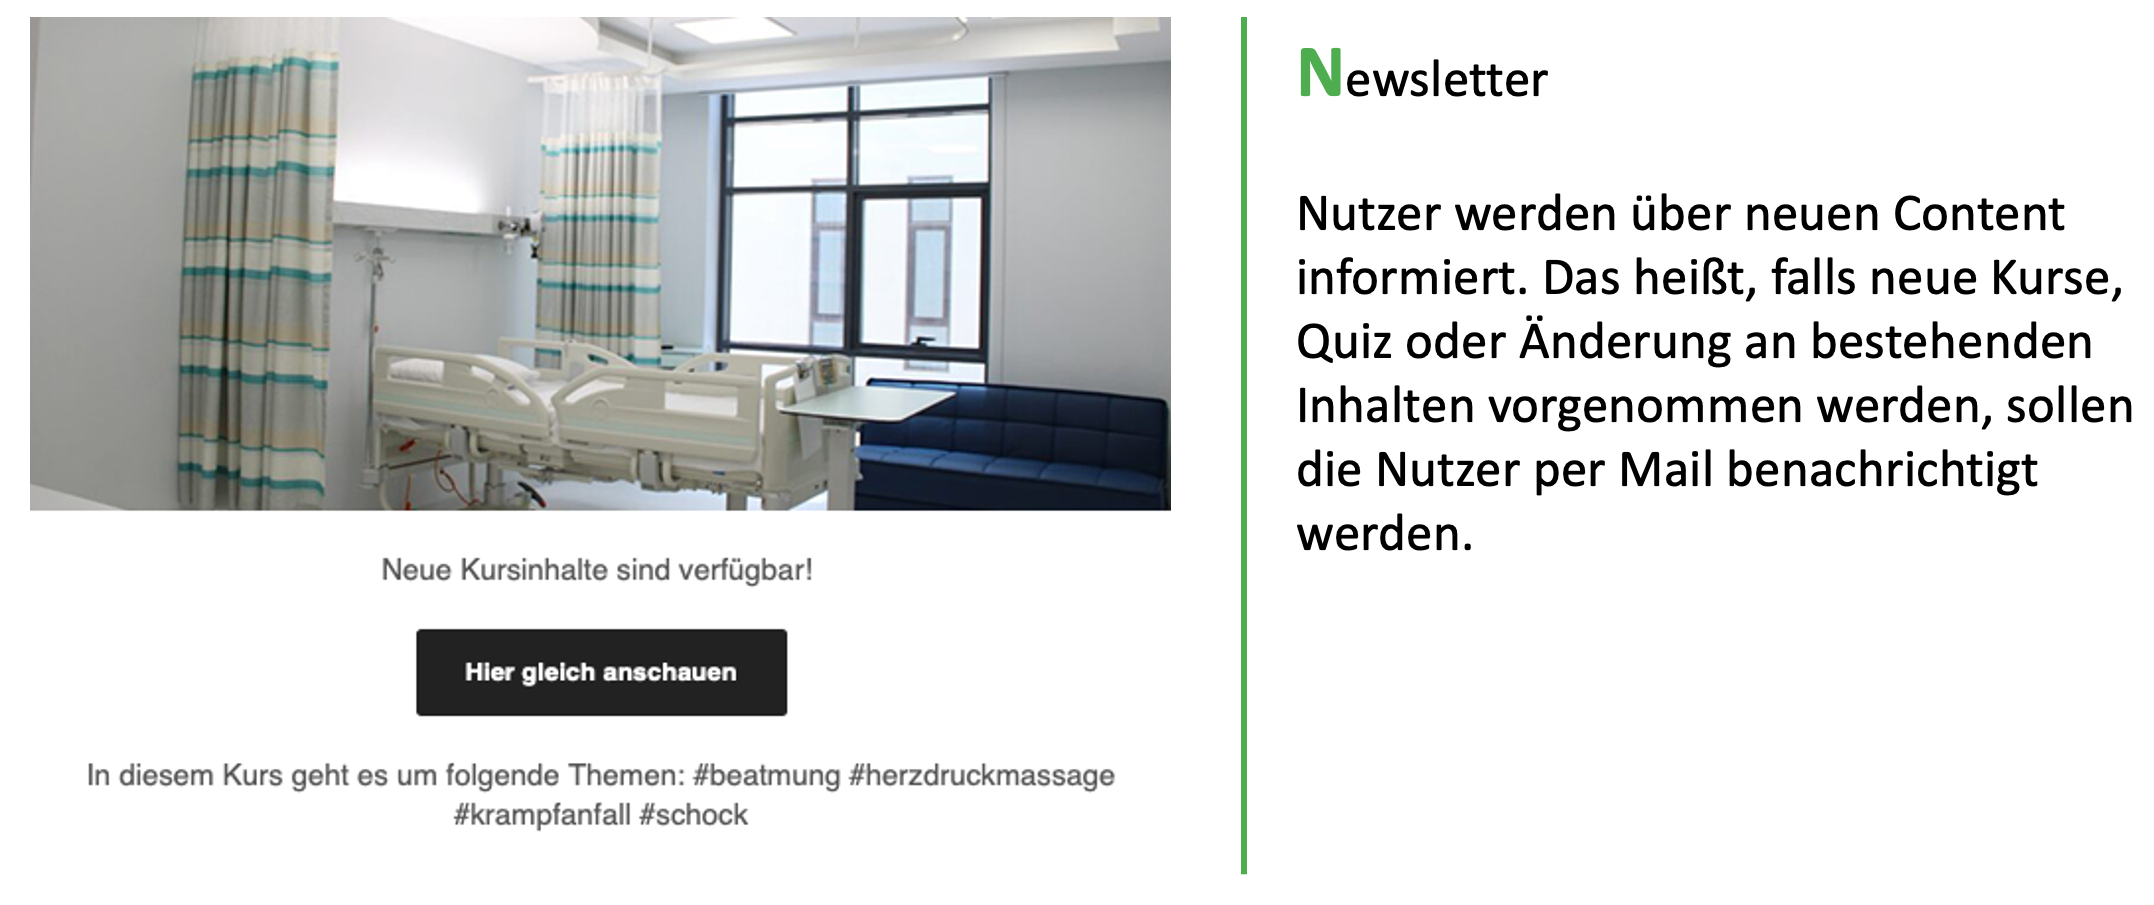 Neue Kursinhalte sind verfügbar!
Hier gleich anschauen
In diesem Kurs geht es um folgende Themen: #beatmung #herzdruckmassage
#krampfanfall #schock
Newsletter
Nutzer werden über neuen Content
informiert. Das heißt, falls neue Kurse,
Quiz oder Änderung an bestehenden
Inhalten vorgenommen werden, sollen
die Nutzer per Mail benachrichtigt
werden.